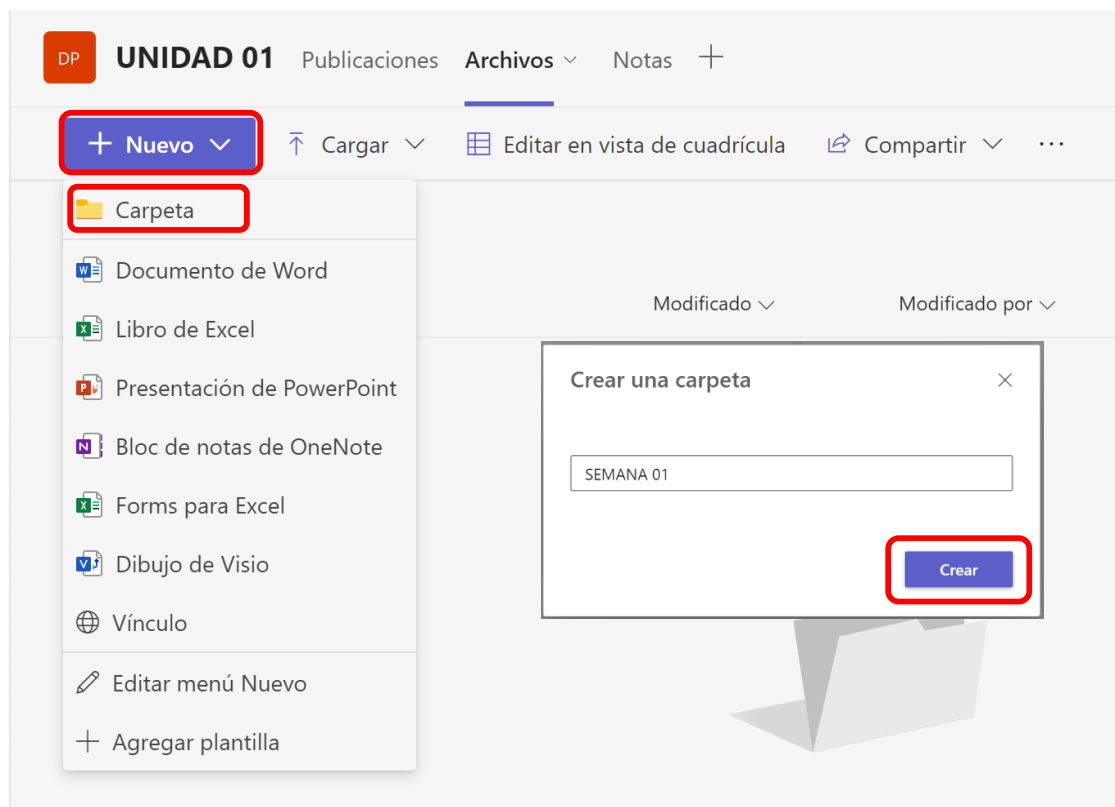 DP UNIDAD 01 Publicaciones Archivos Notas
Nuevo Cargar Editar en vista de cuadrícula Compartir ...
Carpeta
Documento de Word
Modificado Modificado por
Libro de Excel
Crear una carpeta
Presentación de PowerPoint
Bloc de notas de OneNote
SEMANA 01
Forms para Excel
Dibujo de Visio
Crear
Vínculo
Editar menú Nuevo
Agregar plantilla